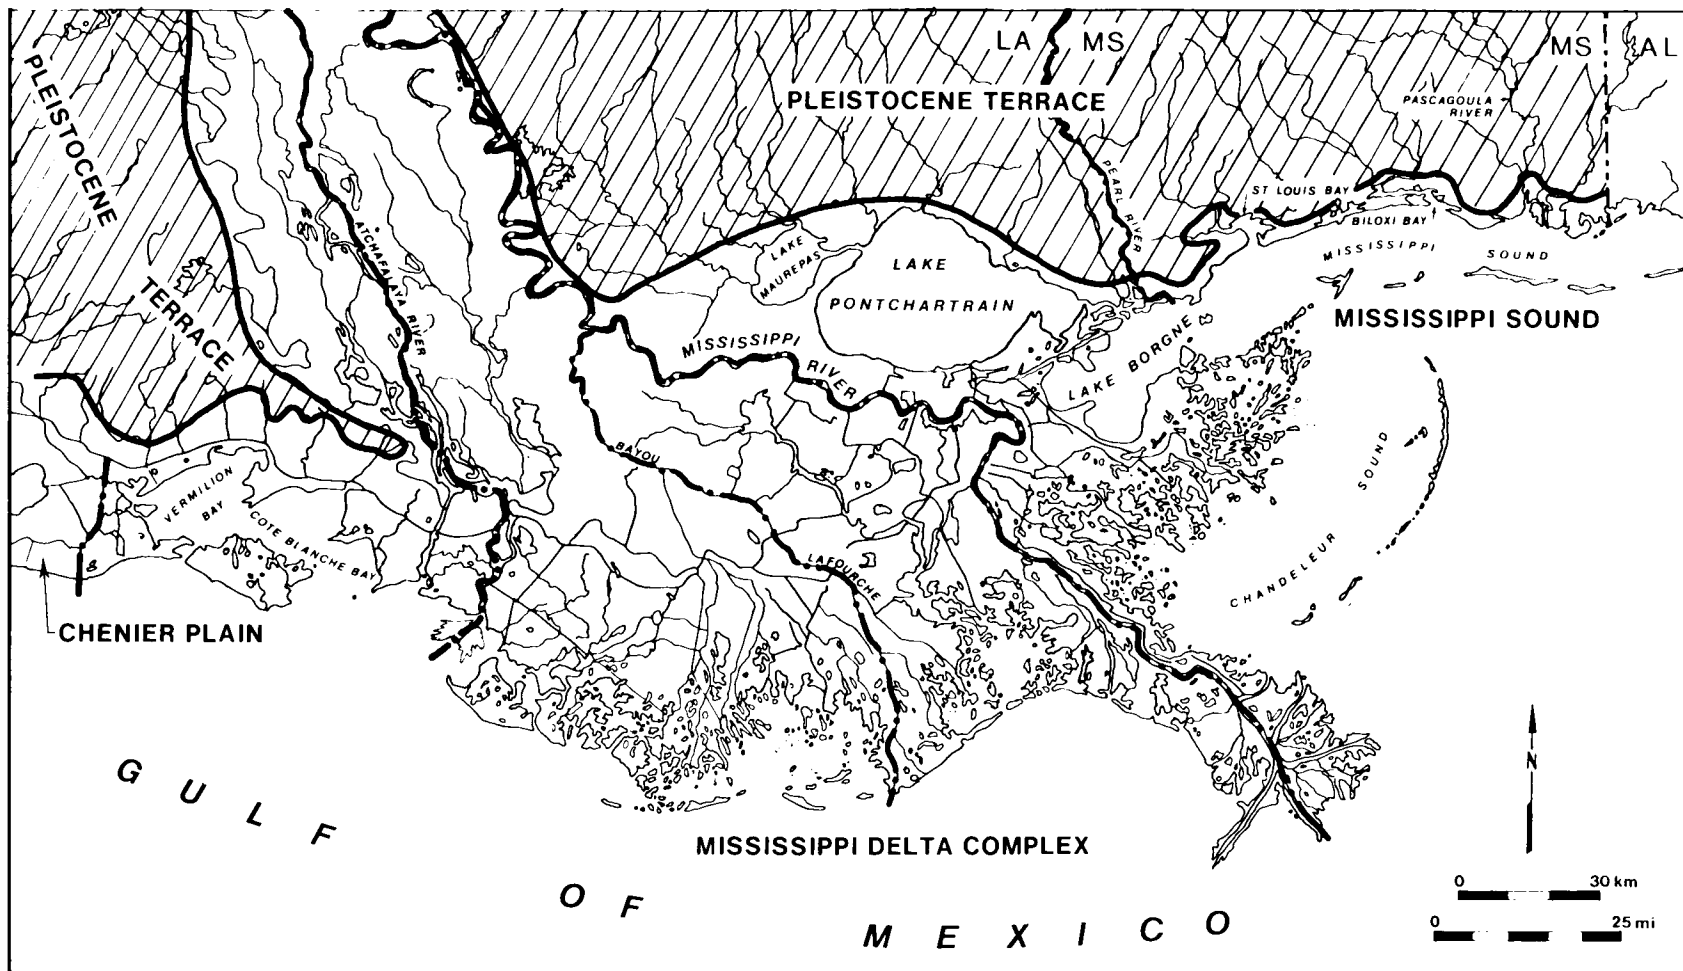 LA
MS
MS
AL
PLEISTOCENE
TERRACE
PLEISTOCENE TERRACE
PASCAGOULA
RIVER
PEARL RIVER
ST LOUIS BAY
BILOXI BAY
MISSISSIPPI SOUND
MISSISSIPPI SOUND
ATCHAFALAYA RIVER
LAKE
MAUREPAS
LAKE
PONTCHARTRAIN
MISSISSIPPI
RIVER
LAKE BORGNE
BAYOU
LAFOURCHE
CHANDELEUR SOUND
VERMILION
BAY
COTE BLANCHE BAY
CHENIER PLAIN
MISSISSIPPI DELTA COMPLEX
GULF
OF
MEXICO
N
0 30 km
0 25 mi